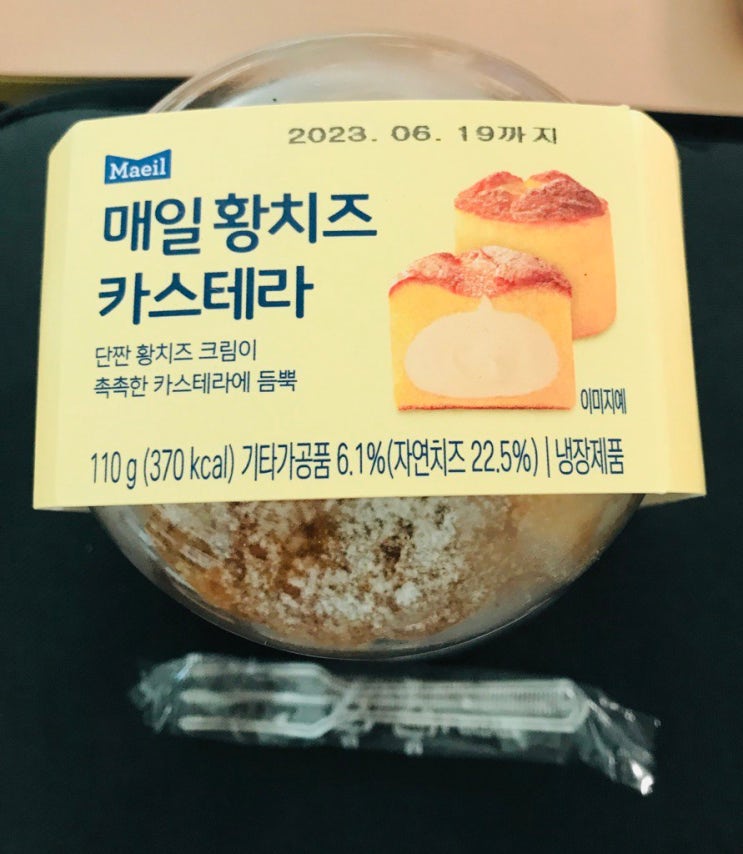 2023. 06. 19까지
Maeil
매일 황치즈
카스테라
단짠 황치즈 크림이
촉촉한 카스테라에 듬뿍
이미지예
110 g (370 kcal) 기타가공품 6.1%(자연치즈 22.5%) | 냉장제품